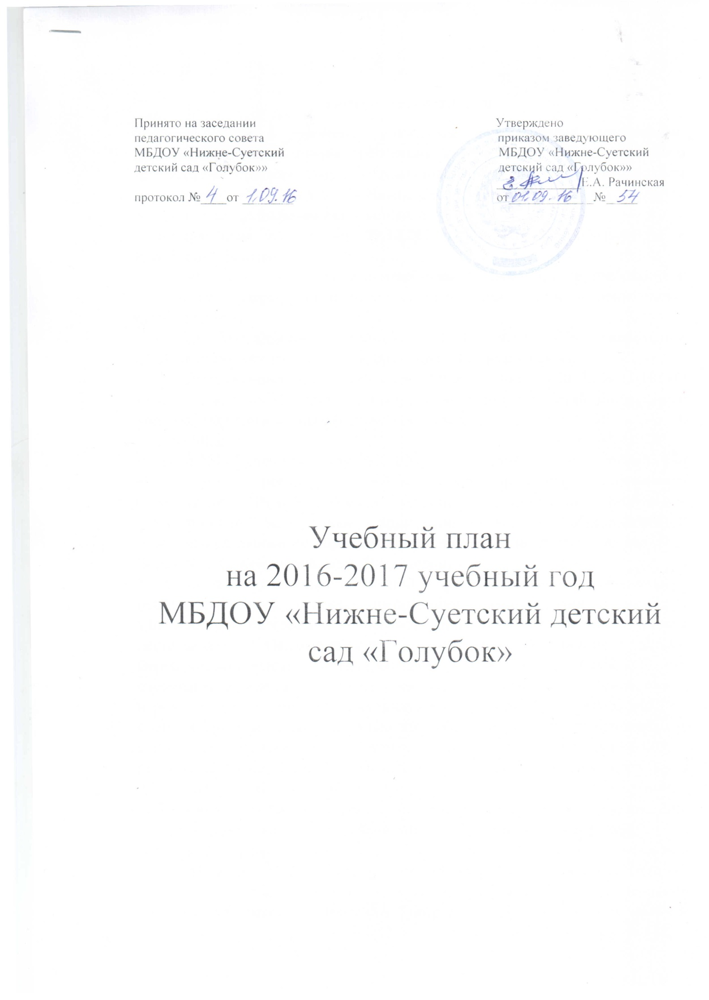 Принято на заседании
педагогического совета
МБДОУ «Нижне-Суетский
детский сад «Голубок»»
протокол № 4 от 1.09.16
Утверждено
приказом заведующего
МБДОУ «Нижне-Суетский
детский сад «Голубок»»
Е.А. Рачинская
от 01.09.16 № 54
Учебный план
на 2016-2017 учебный год
МБДОУ «Нижне-Суетский детский
сад «Голубок»